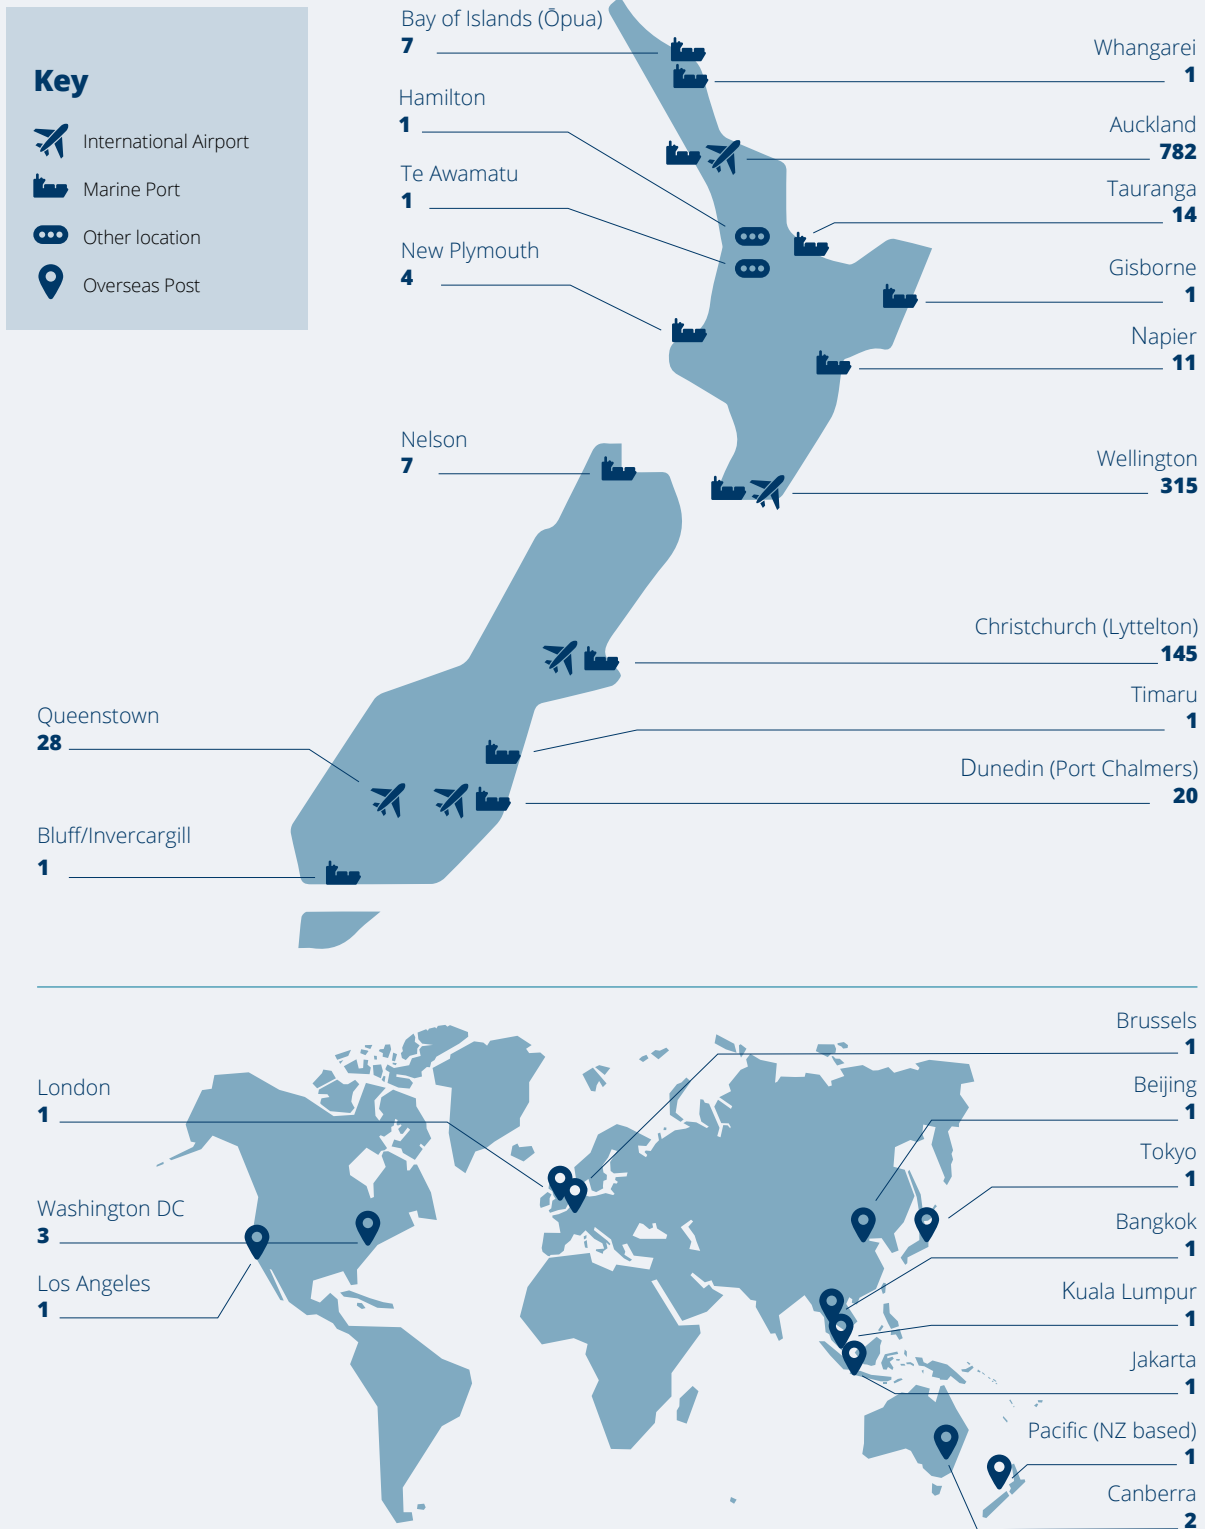 Key
International Airport
Marine Port
Other location
Overseas Post
Bay of Islands (Ōpua)
7
Hamilton
1
Te Awamatu
1
New Plymouth
4
Nelson
7
Whangarei
1
Auckland
782
Tauranga
14
Gisborne
1
Napier
11
Wellington
315
Christchurch (Lyttelton)
145
Timaru
1
Dunedin (Port Chalmers)
20
Queenstown
28
Bluff/Invercargill
1
London
1
Washington DC
3
Los Angeles
1
Brussels
1
Beijing
1
Tokyo
1
Bangkok
1
Kuala Lumpur
1
Jakarta
1
Pacific (NZ based)
1
Canberra
2